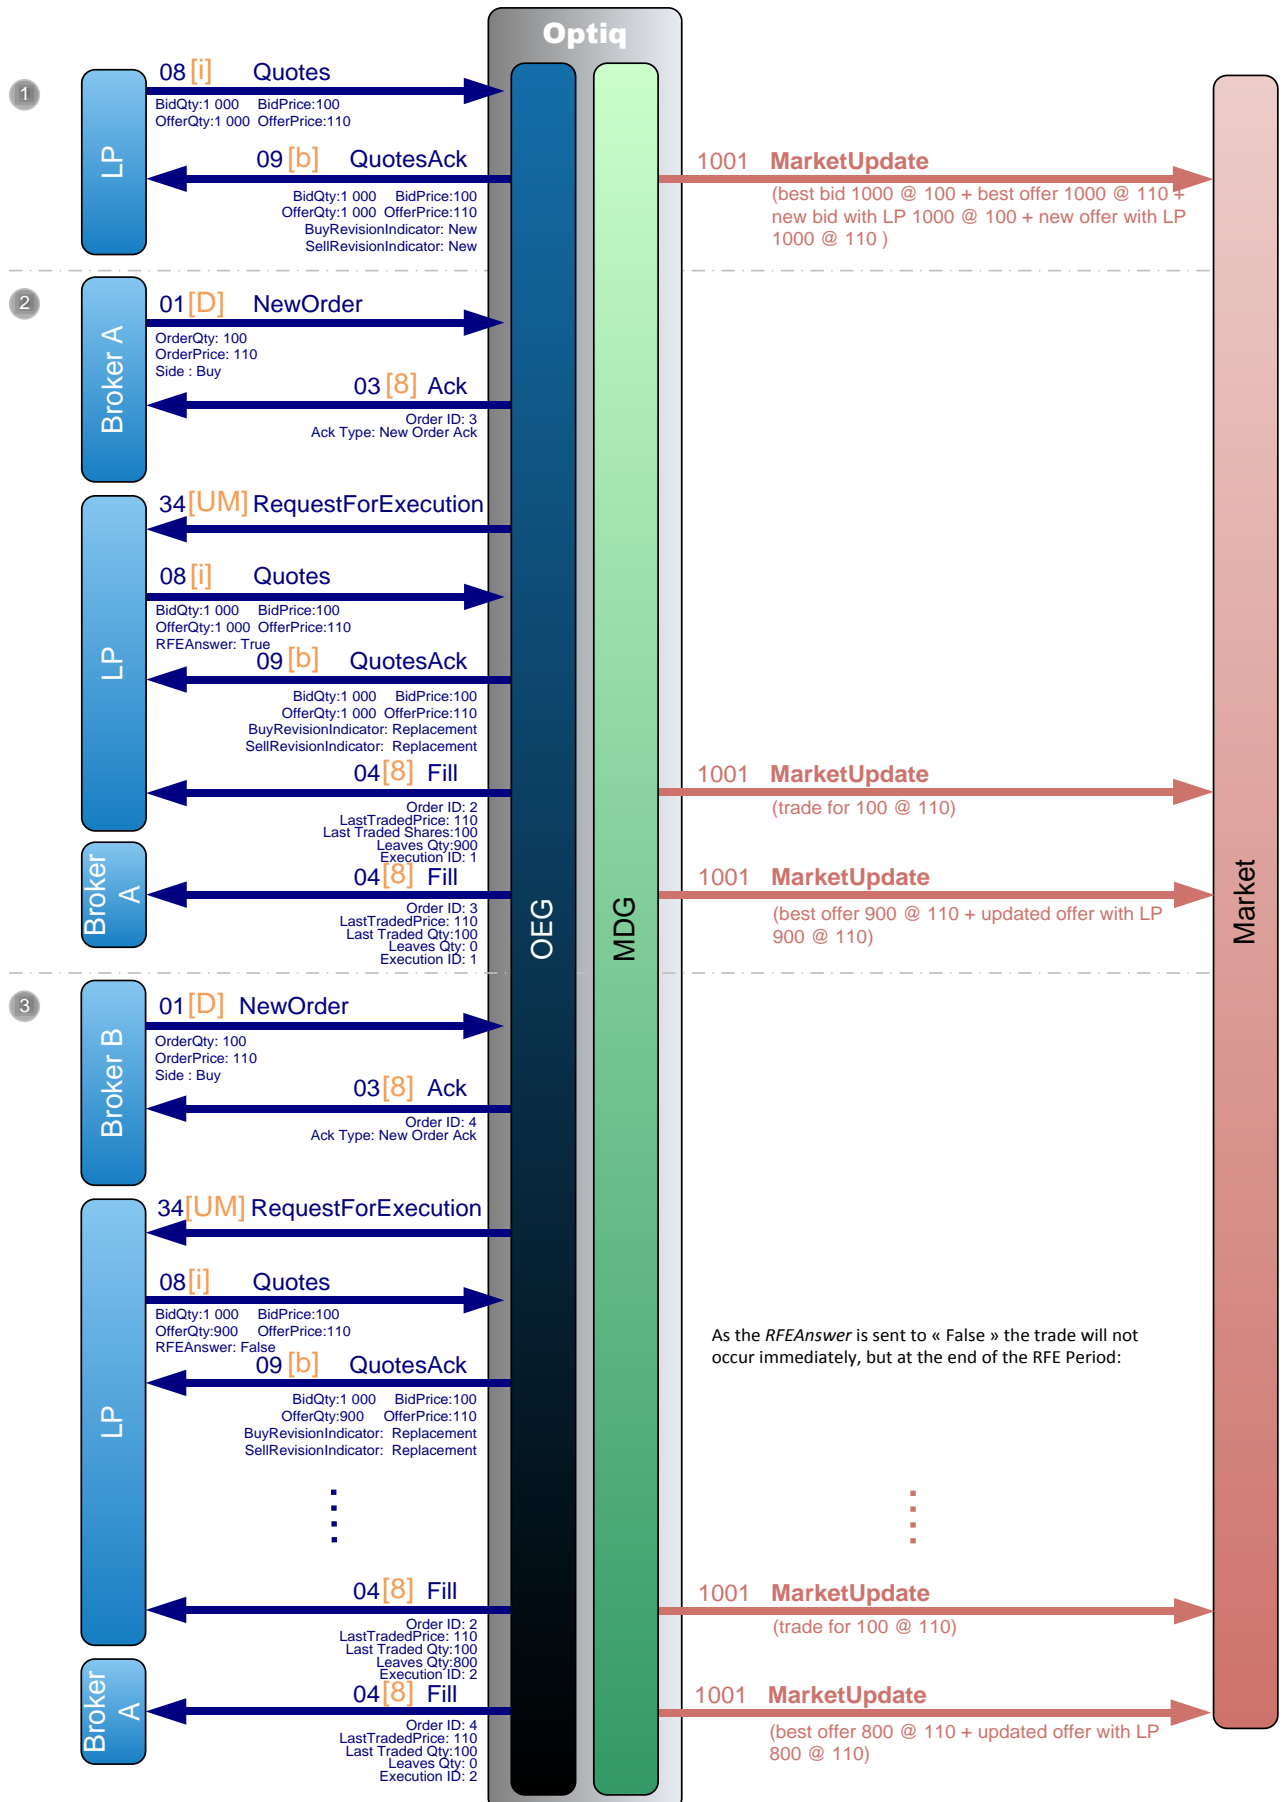 Optiq
1
LP
08 [i] Quotes
BidQty:1 000 BidPrice:100
OfferQty:1 000 OfferPrice:110
09 [b] QuotesAck
BidQty:1 000 BidPrice:100
OfferQty:1 000 OfferPrice:110
BuyRevisionIndicator: New
SellRevisionIndicator: New
1001 MarketUpdate
(best bid 1000 @ 100 + best offer 1000 @ 110 +
new bid with LP 1000 @ 100 + new offer with LP
1000 @ 110 )
2
Broker A
01 [D] NewOrder
OrderQty: 100
OrderPrice: 110
Side : Buy
03 [8] Ack
Order ID: 3
Ack Type: New Order Ack
LP
34 [UM] RequestForExecution
08 [i] Quotes
BidQty:1 000 BidPrice:100
OfferQty:1 000 OfferPrice:110
RFEAnswer: True
09 [b] QuotesAck
BidQty:1 000 BidPrice:100
OfferQty:1 000 OfferPrice:110
BuyRevisionIndicator: Replacement
SellRevisionIndicator: Replacement
04 [8] Fill
Order ID: 2
LastTradedPrice: 110
Last Traded Shares:100
Leaves Qty:900
Execution ID: 1
1001 MarketUpdate
(trade for 100 @ 110)
Broker
A
04 [8] Fill
Order ID: 3
LastTradedPrice: 110
Last Traded Qty:100
Leaves Qty: 0
Execution ID: 1
1001 MarketUpdate
(best offer 900 @ 110 + updated offer with LP
900 @ 110)
OEG
MDG
Market
3
Broker B
01 [D] NewOrder
OrderQty: 100
OrderPrice: 110
Side : Buy
03 [8] Ack
Order ID: 4
Ack Type: New Order Ack
LP
34 [UM] RequestForExecution
08 [i] Quotes
BidQty:1 000 BidPrice:100
OfferQty:900 OfferPrice:110
RFEAnswer: False
09 [b] QuotesAck
BidQty:1 000 BidPrice:100
OfferQty:900 OfferPrice:110
BuyRevisionIndicator: Replacement
SellRevisionIndicator: Replacement
As the RFEAnswer is sent to « False » the trade will not
occur immediately, but at the end of the RFE Period:
04 [8] Fill
Order ID: 2
LastTradedPrice: 110
Last Traded Qty:100
Leaves Qty:800
Execution ID: 2
1001 MarketUpdate
(trade for 100 @ 110)
Broker
A
04 [8] Fill
Order ID: 4
LastTradedPrice: 110
Last Traded Qty:100
Leaves Qty: 0
Execution ID: 2
1001 MarketUpdate
(best offer 800 @ 110 + updated offer with LP
800 @ 110)